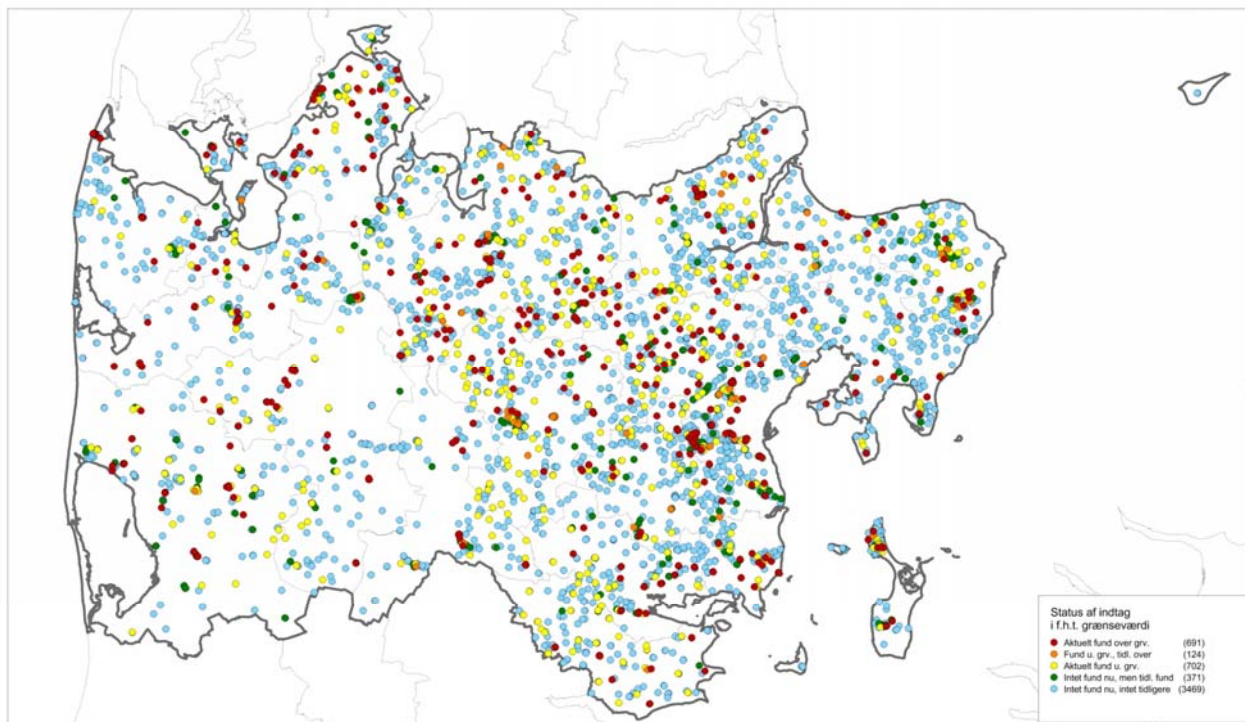 Status af indtag
i f.h.t. grænseværdi
Aktuelt fund over grv. (691)
Fund u. grv., tidl. over (124)
Aktuelt fund u. grv. (702)
Intet fund nu, men tidl. fund (371)
Intet fund nu, intet tidligere (3469)